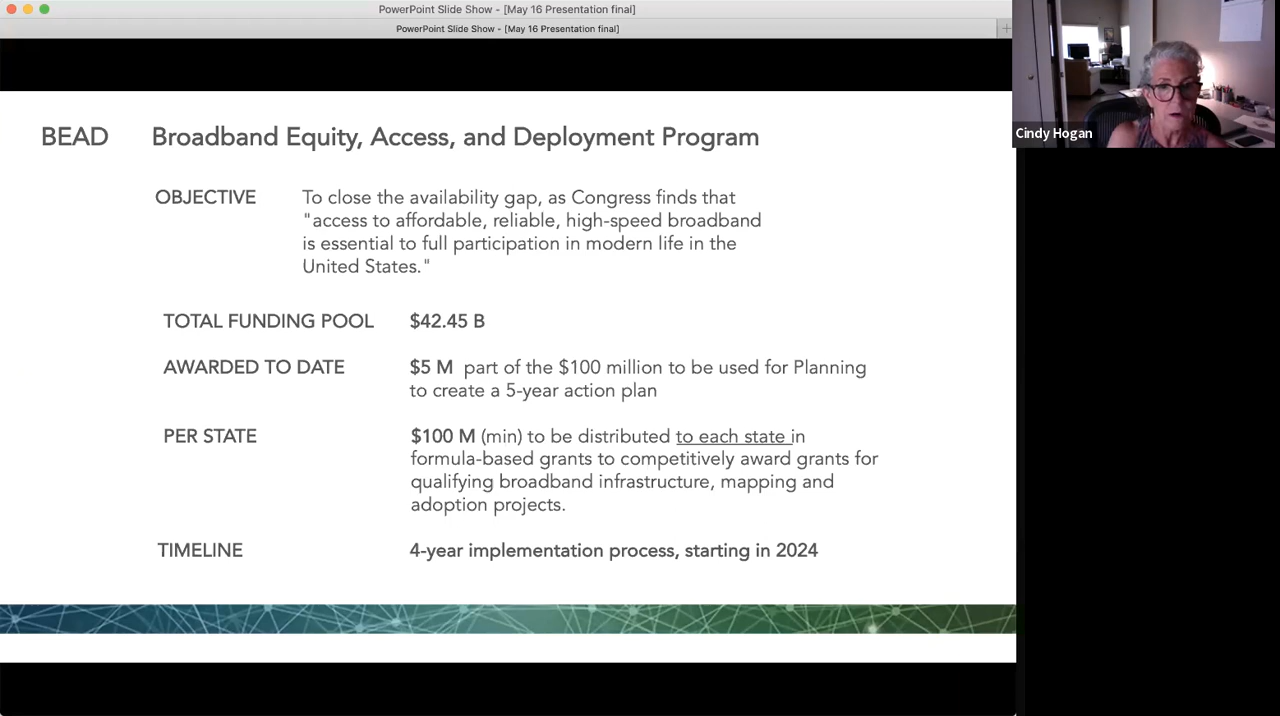 PowerPoint Slide Show - [May 16 Presentation final]
PowerPoint Slide Show - [May 16 Presentation final]
Cindy Hogan
BEAD Broadband Equity, Access, and Deployment Program
OBJECTIVE To close the availability gap, as Congress finds that
"access to affordable, reliable, high-speed broadband
is essential to full participation in modern life in the
United States."
TOTAL FUNDING POOL $42.45 B
AWARDED TO DATE $5 M part of the $100 million to be used for Planning
to create a 5-year action plan
PER STATE $100 M (min) to be distributed to each state in
formula-based grants to competitively award grants for
qualifying broadband infrastructure, mapping and
adoption projects.
TIMELINE 4-year implementation process, starting in 2024